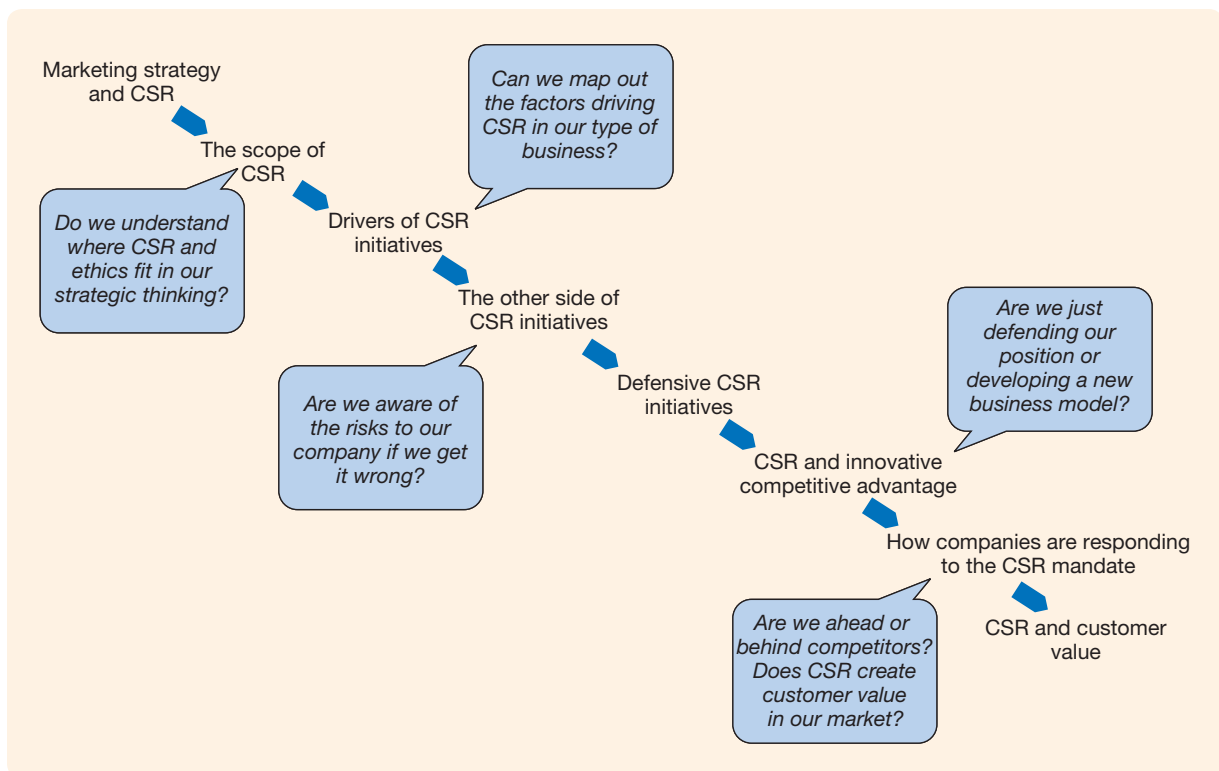 Marketing strategy
and CSR
The scope of
CSR
Do we understand
where CSR and
ethics fit in our
strategic thinking?
Can we map out
the factors driving
CSR in our type of
business?
Drivers of CSR
initiatives
The other side of
CSR initiatives
Are we aware of
the risks to our
company if we get
it wrong?
Defensive CSR
initiatives
Are we just
defending our
position or
developing a new
business model?
CSR and innovative
competitive advantage
How companies are responding
to the CSR mandate
Are we ahead or
behind competitors?
Does CSR create
customer value
in our market?
CSR and customer
value